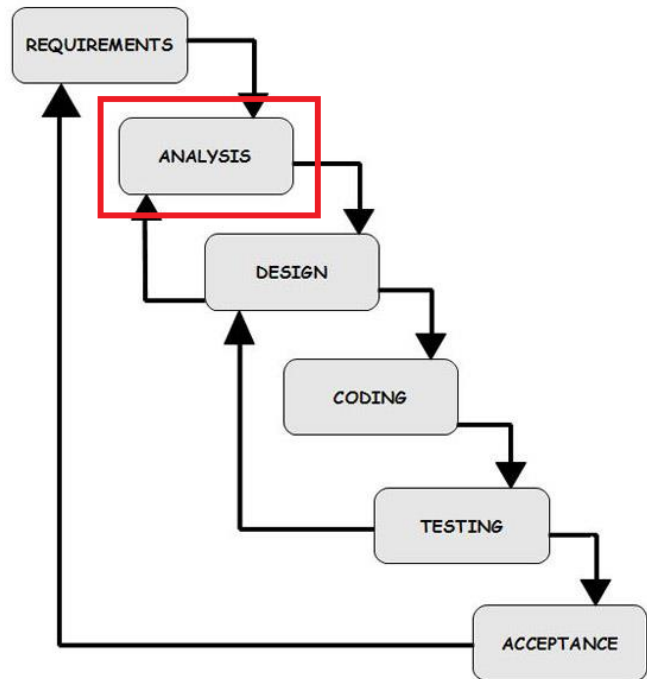 REQUIREMENTS
ANALYSIS
DESIGN
CODING
TESTING
ACCEPTANCE